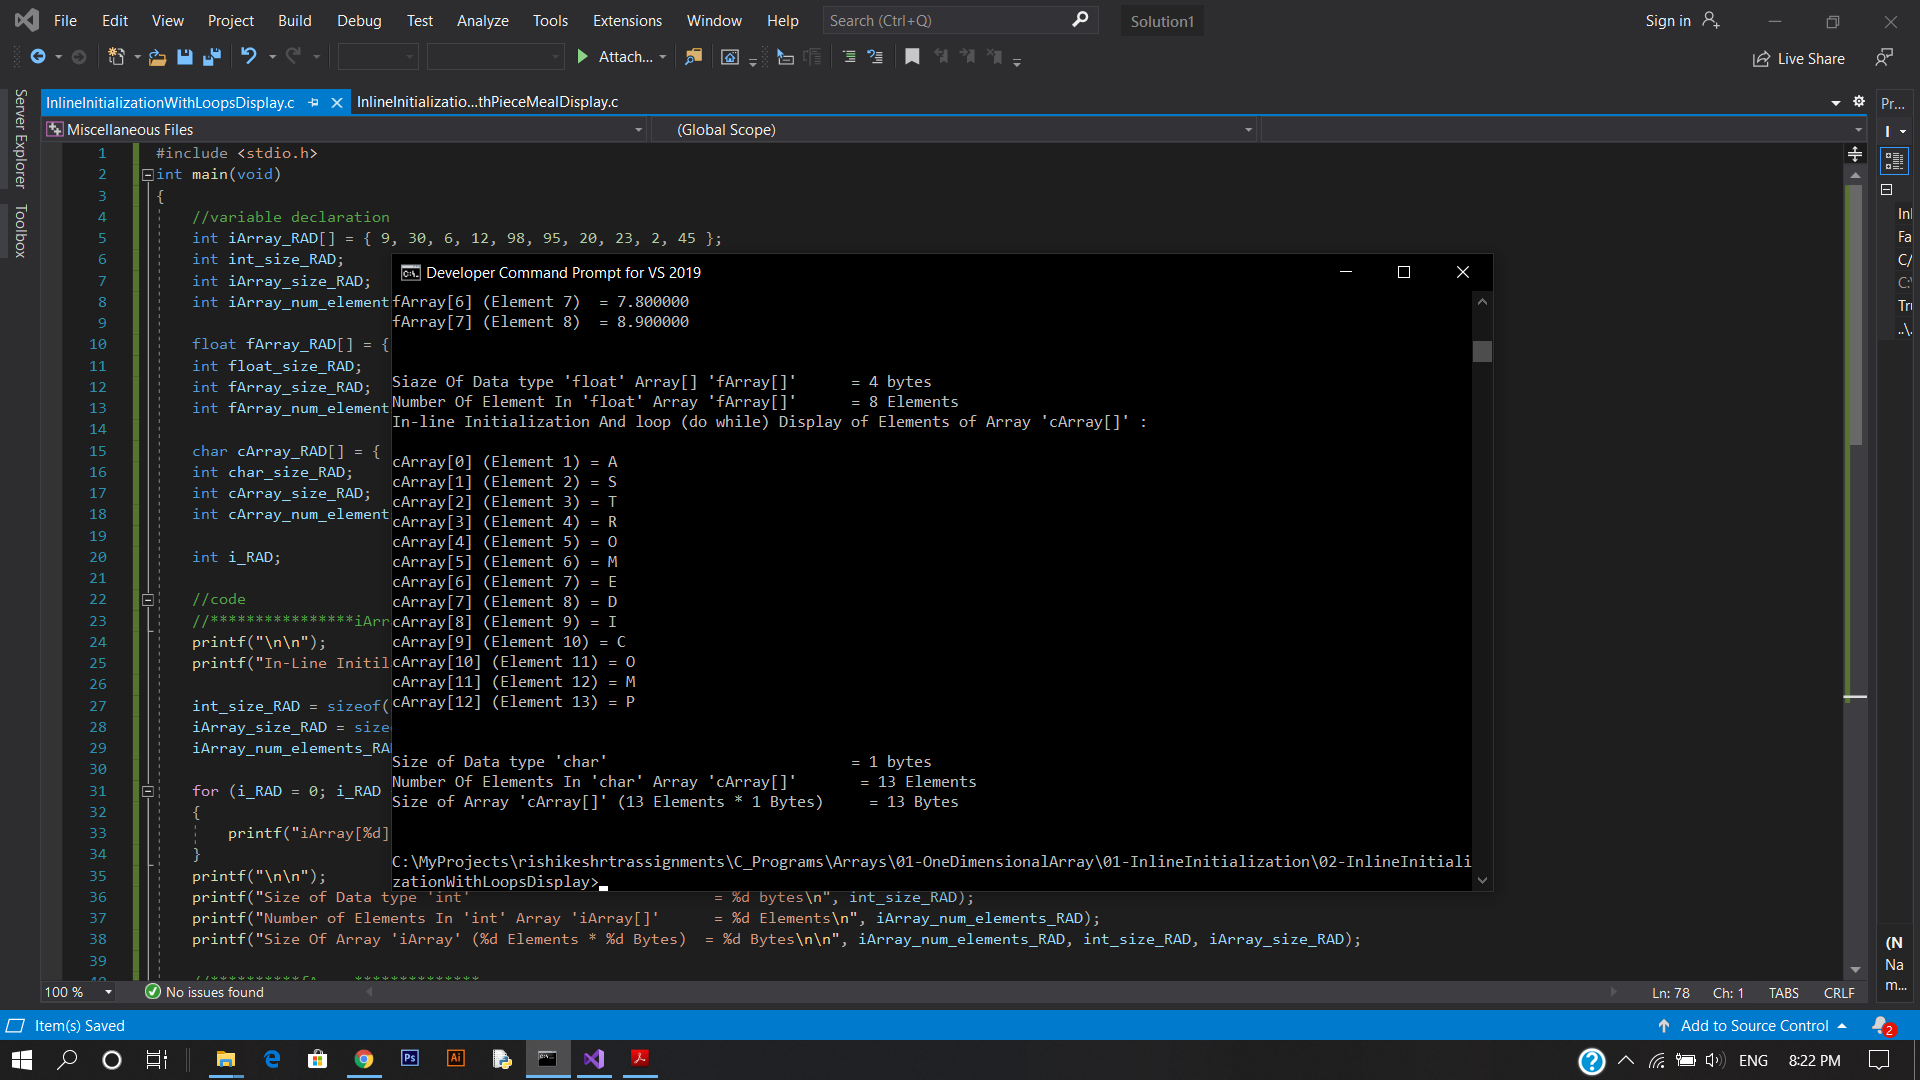 File Edit View Project Build Debug Test Analyze Tools Extensions Window Help Search (Ctrl+Q) Solution1 Sign in
Attach... Live Share
Server Explorer
Toolbox
InlineInitializationWithLoopsDisplay.c InlineInitializatio...thPieceMealDisplay.c Pr...
Miscellaneous Files (Global Scope)
1 #include <stdio.h>
2 int main(void)
3 {
4 //variable declaration
5 int iArray_RAD[] = { 9, 30, 6, 12, 98, 95, 20, 23, 2, 45 };
6 int int_size_RAD;
7 int iArray_size_RAD;
8 int iArray_num_element
9
10 float fArray_RAD[] = {
11 int float_size_RAD;
12 int fArray_size_RAD;
13 int fArray_num_element
14
15 char cArray_RAD[] = {
16 int char_size_RAD;
17 int cArray_size_RAD;
18 int cArray_num_element
19
20 int i_RAD;
21
22 //code
23 //****************iArr
24 printf("\n\n");
25 printf("In-Line Initil
26
27 int_size_RAD = sizeof(
28 iArray_size_RAD = size
29 iArray_num_elements_RA
30
31 for (i_RAD = 0; i_RAD
32 {
33 printf("iArray[%d]
34 }
35 printf("\n\n");
36 printf("Size of Data type 'int' = %d bytes\n", int_size_RAD);
37 printf("Number of Elements In 'int' Array 'iArray[]' = %d Elements\n", iArray_num_elements_RAD);
38 printf("Size Of Array 'iArray' (%d Elements * %d Bytes) = %d Bytes\n\n", iArray_num_elements_RAD, int_size_RAD, iArray_size_RAD);
39
Developer Command Prompt for VS 2019
fArray[6] (Element 7) = 7.800000
fArray[7] (Element 8) = 8.900000
Siaze Of Data type 'float' Array[] 'fArray[]' = 4 bytes
Number Of Element In 'float' Array 'fArray[]' = 8 Elements
In-line Initialization And loop (do while) Display of Elements of Array 'cArray[]' :
cArray[0] (Element 1) = A
cArray[1] (Element 2) = S
cArray[2] (Element 3) = T
cArray[3] (Element 4) = R
cArray[4] (Element 5) = O
cArray[5] (Element 6) = M
cArray[6] (Element 7) = E
cArray[7] (Element 8) = D
cArray[8] (Element 9) = I
cArray[9] (Element 10) = C
cArray[10] (Element 11) = O
cArray[11] (Element 12) = M
cArray[12] (Element 13) = P
Size of Data type 'char' = 1 bytes
Number Of Elements In 'char' Array 'cArray[]' = 13 Elements
Size of Array 'cArray[]' (13 Elements * 1 Bytes) = 13 Bytes
C:\MyProjects\rishikeshrtrassignments\C_Programs\Arrays\01-OneDimensionalArray\01-InlineInitialization\02-InlineInitiali
zationWithLoopsDisplay>
Fa
C/
C:\
Tru
..\.
(N
Na
m...
100 % No issues found Ln: 78 Ch: 1 TABS CRLF
Item(s) Saved Add to Source Control 2
Ps Ai ENG 8:22 PM